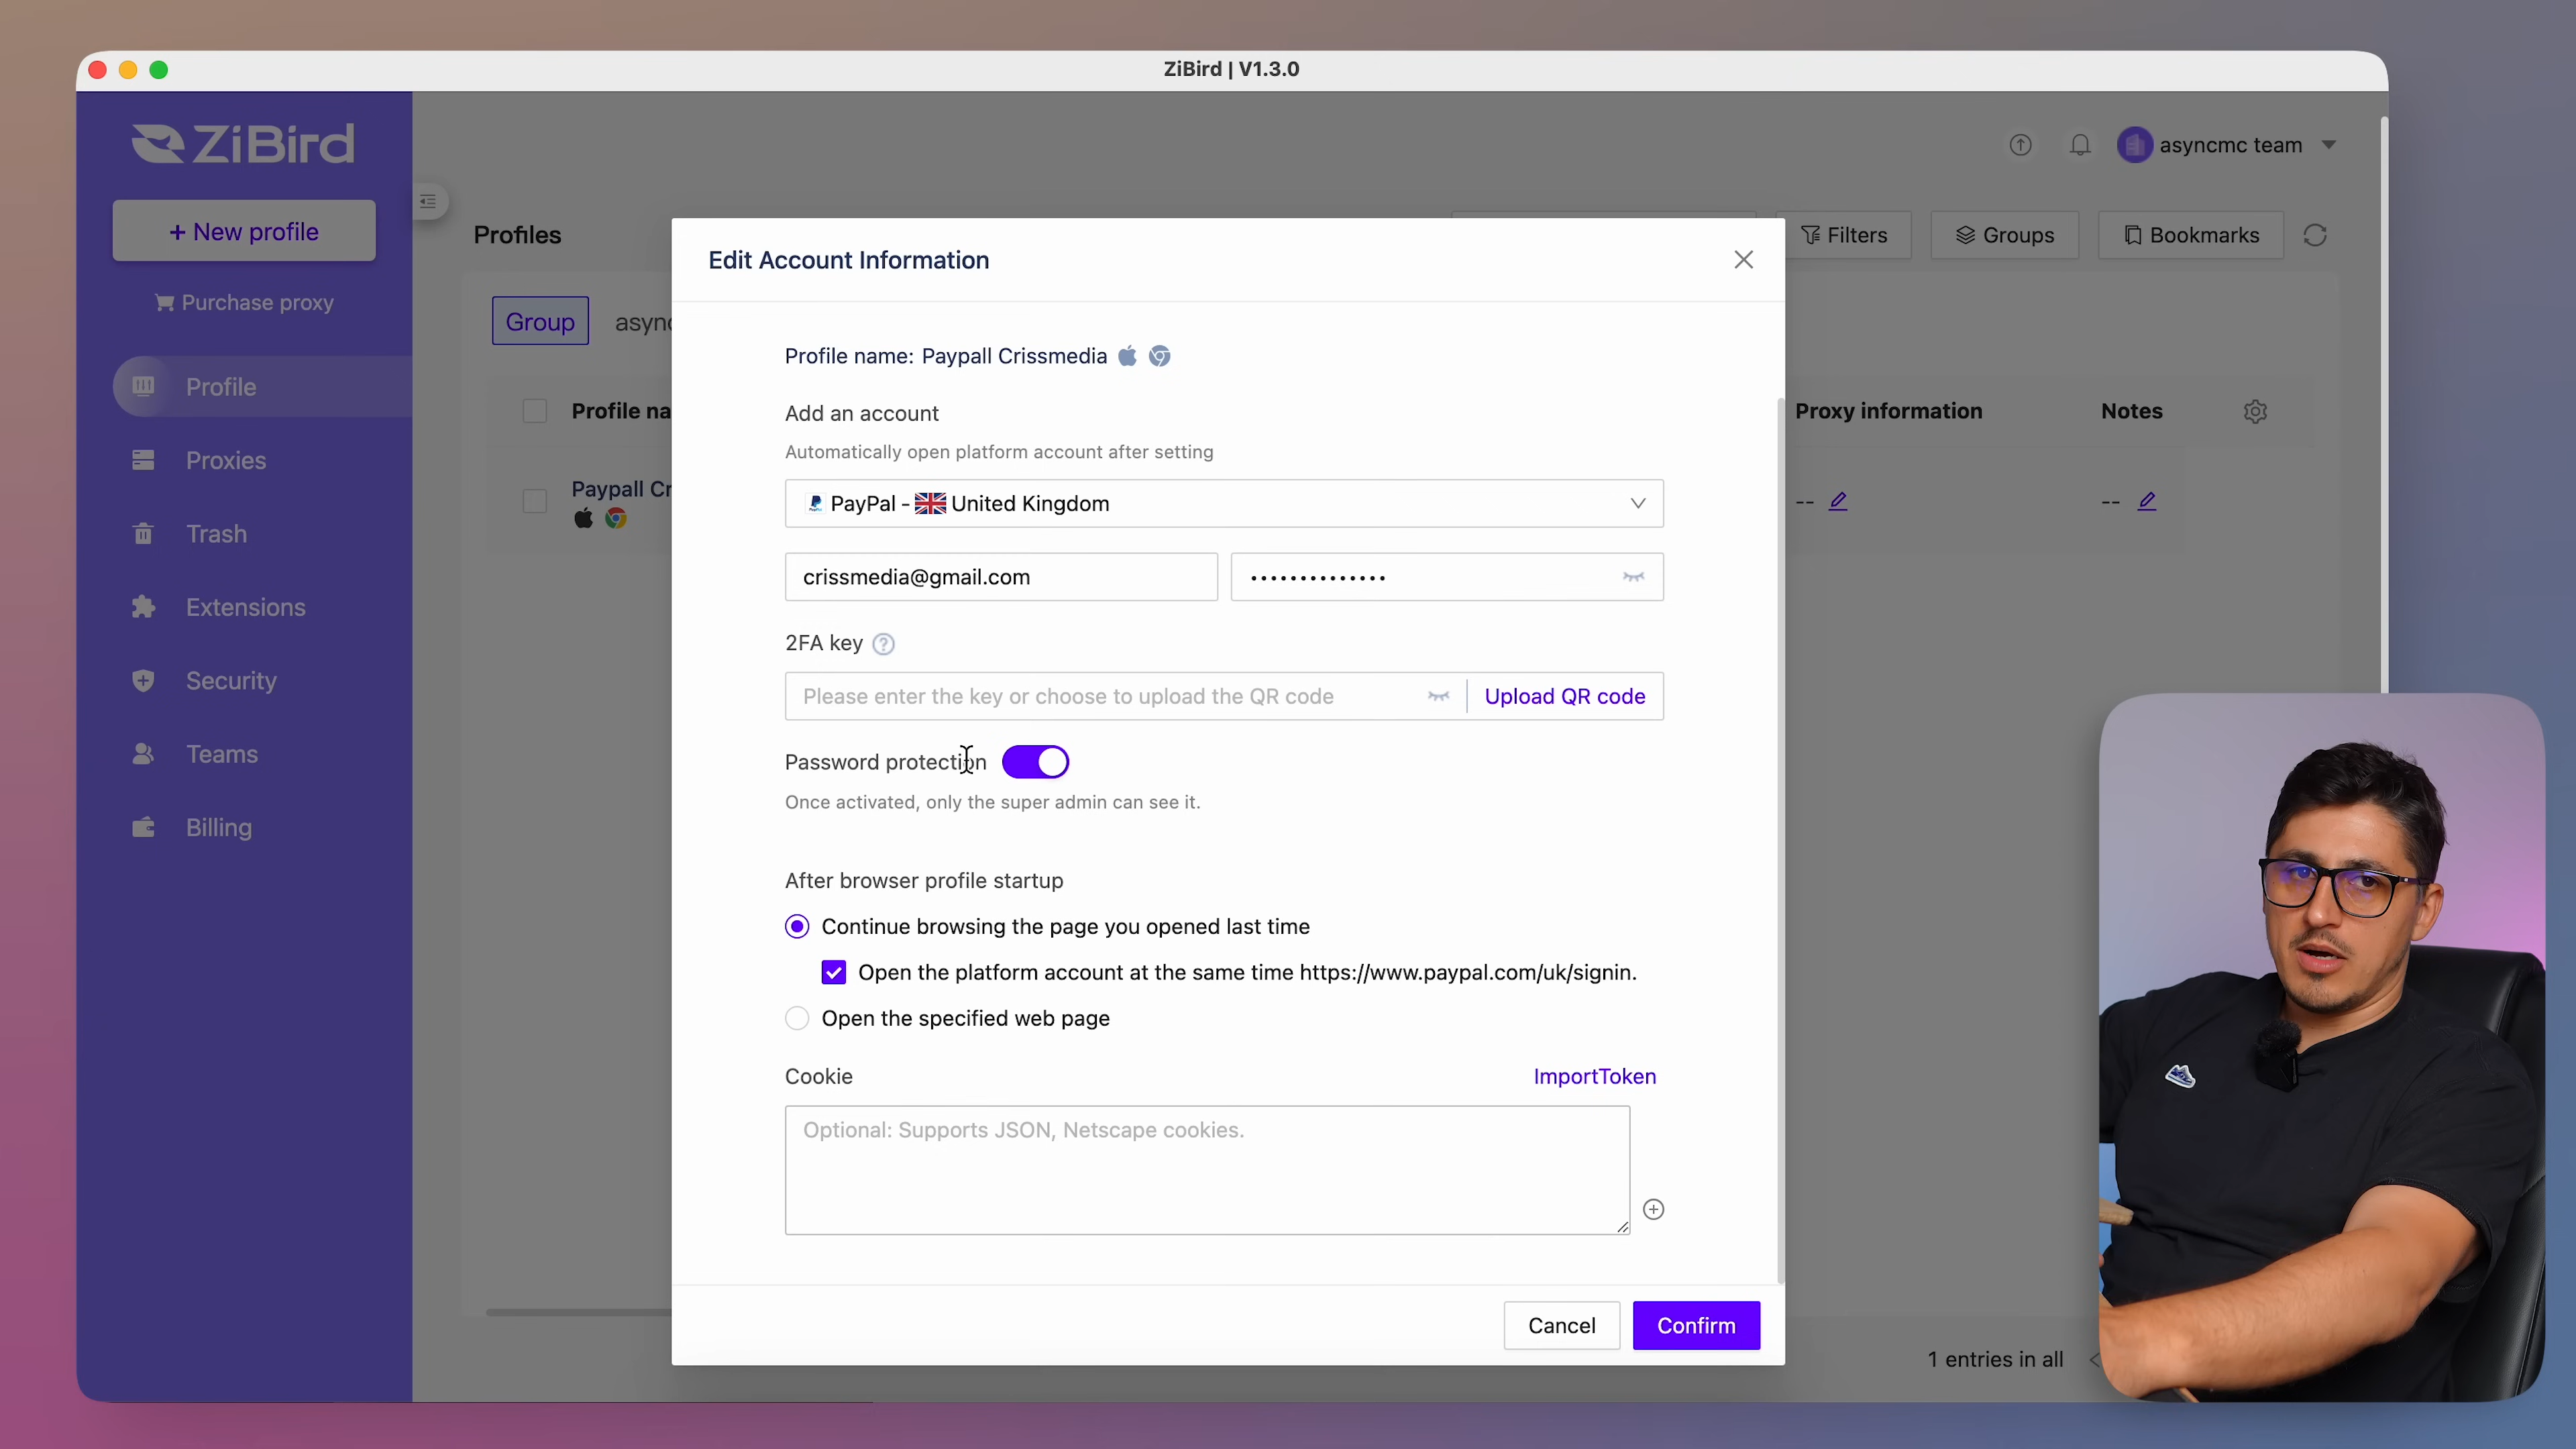 ZiBird | V1.3.0
ZiBird
+ New profile
Purchase proxy
Profile
Proxies
Trash
Extensions
Security
Teams
Billing
asyncmc team
Profiles
Filters
Groups
Bookmarks
Group
Profile na
Proxy information
Notes
Paypall Cr
--
--
1 entries in all
Edit Account Information
Profile name: Paypall Crissmedia
Add an account
Automatically open platform account after setting
PayPal - United Kingdom
crissmedia@gmail.com
••••••••••••••
2FA key
Please enter the key or choose to upload the QR code
Upload QR code
Password protection
Once activated, only the super admin can see it.
After browser profile startup
Continue browsing the page you opened last time
Open the platform account at the same time https://www.paypal.com/uk/signin.
Open the specified web page
Cookie
ImportToken
Optional: Supports JSON, Netscape cookies.
Cancel
Confirm